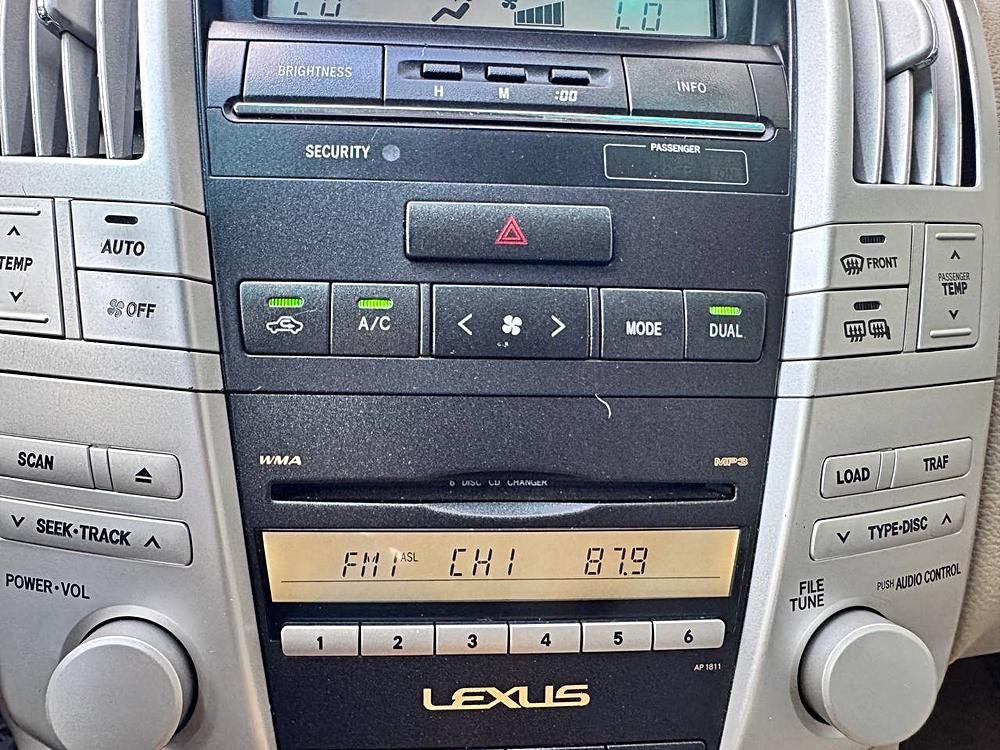 LO LO
BRIGHTNESS H M :00 INFO
SECURITY PASSENGER
AUTO FRONT
TEMP PASSENGER TEMP
OFF A/C MODE DUAL
WMA MP3
SCAN LOAD TRAF
6 DISC CD CHANGER
SEEK•TRACK TYPE•DISC
FM1 ASL CH1 87.9
POWER•VOL FILE TUNE PUSH AUDIO CONTROL
1 2 3 4 5 6
AP1811
LEXUS